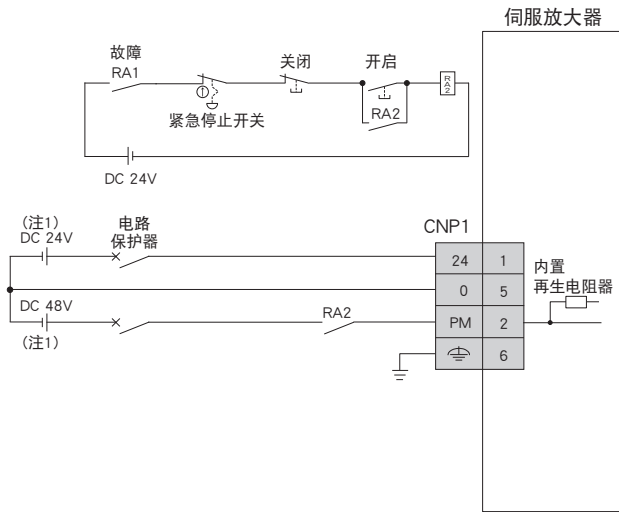 伺服放大器
故障
RA1
关闭
开启
RA2
紧急停止开关
RA2
DC 24V
(注1)
DC 24V
电路
保护器
CNP1
24 1
内置
再生电阻器
0 5
DC 48V
(注1)
RA2
PM 2
6